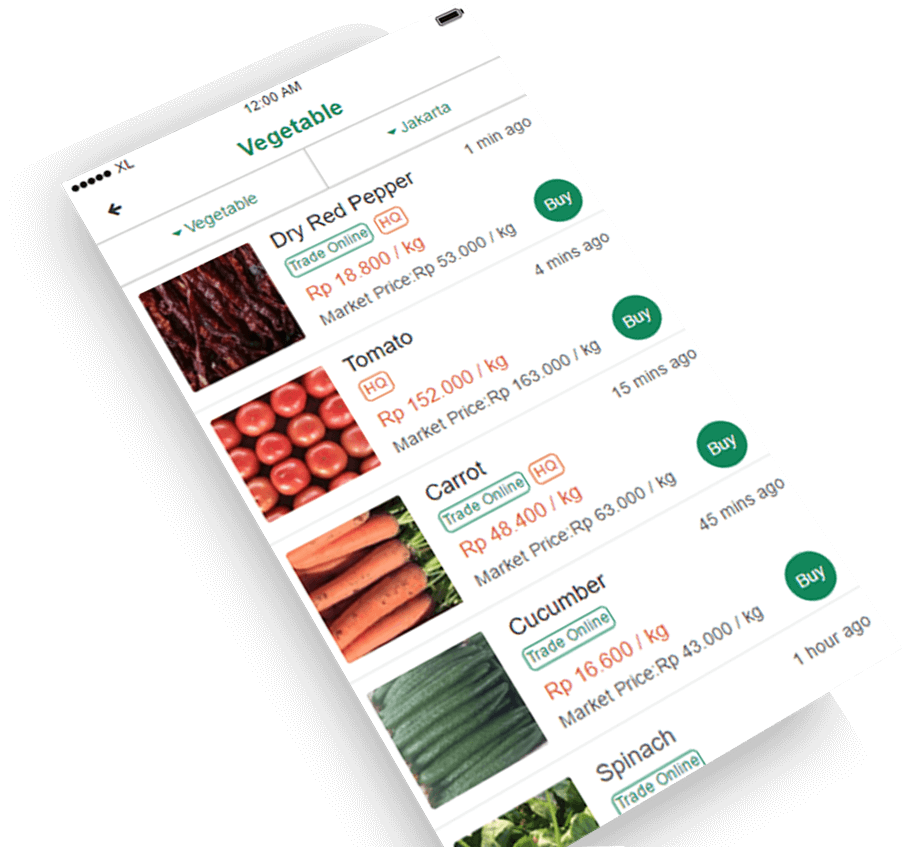 XL
12:00 AM
Vegetable
Vegetable
Jakarta
Dry Red Pepper
1 min ago
Trade Online HQ
Rp 18.800 / kg
Buy
Market Price:Rp 53.000 / kg
Tomato
4 mins ago
HQ
Rp 152.000 / kg
Buy
Market Price:Rp 163.000 / kg
Carrot
15 mins ago
Trade Online HQ
Rp 48.400 / kg
Buy
Market Price:Rp 63.000 / kg
Cucumber
45 mins ago
Trade Online
Rp 16.600 / kg
Buy
Market Price:Rp 43.000 / kg
Spinach
1 hour ago
Trade Online